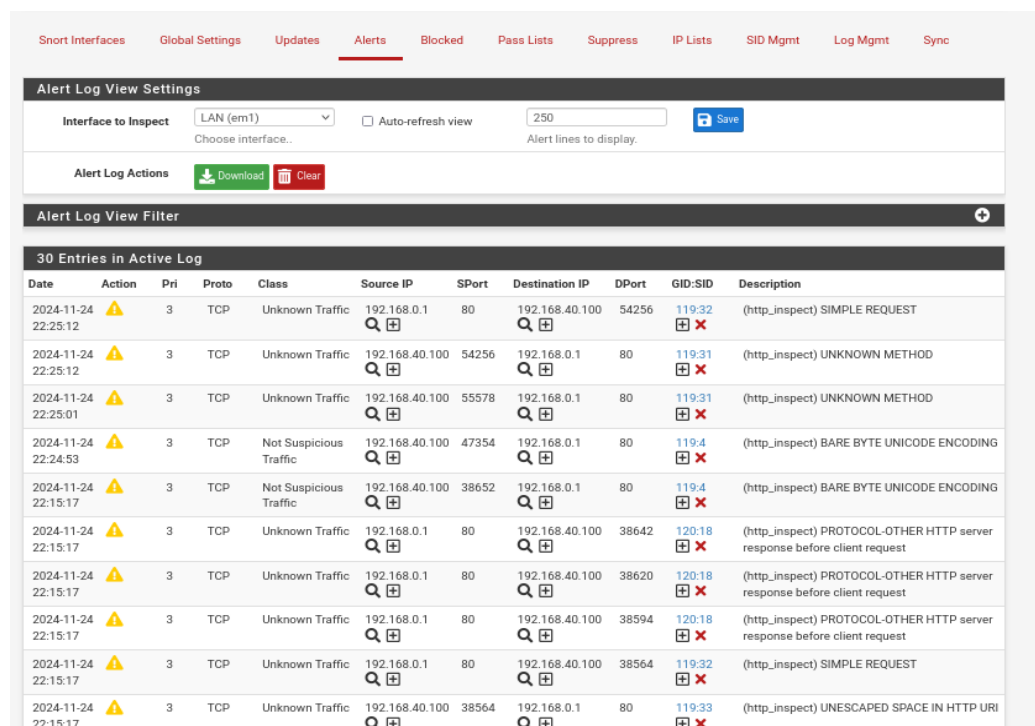 Snort Interfaces Global Settings Updates Alerts Blocked Pass Lists Suppress IP Lists SID Mgmt Log Mgmt Sync
Alert Log View Settings
Interface to Inspect LAN (em1) Auto-refresh view 250 Save
Choose interface.. Alert lines to display.
Alert Log Actions Download Clear
Alert Log View Filter
30 Entries in Active Log
Date Action Pri Proto Class Source IP SPort Destination IP DPort GID:SID Description
2024-11-24 3 TCP Unknown Traffic 192.168.0.1 80 192.168.40.100 54256 119:32 (http_inspect) SIMPLE REQUEST
22:25:12
2024-11-24 3 TCP Unknown Traffic 192.168.40.100 54256 192.168.0.1 80 119:31 (http_inspect) UNKNOWN METHOD
22:25:12
2024-11-24 3 TCP Unknown Traffic 192.168.40.100 55578 192.168.0.1 80 119:31 (http_inspect) UNKNOWN METHOD
22:25:01
2024-11-24 3 TCP Not Suspicious 192.168.40.100 47354 192.168.0.1 80 119:4 (http_inspect) BARE BYTE UNICODE ENCODING
22:24:53 Traffic
2024-11-24 3 TCP Not Suspicious 192.168.40.100 38652 192.168.0.1 80 119:4 (http_inspect) BARE BYTE UNICODE ENCODING
22:15:17 Traffic
2024-11-24 3 TCP Unknown Traffic 192.168.0.1 80 192.168.40.100 38642 120:18 (http_inspect) PROTOCOL-OTHER HTTP server
22:15:17 response before client request
2024-11-24 3 TCP Unknown Traffic 192.168.0.1 80 192.168.40.100 38620 120:18 (http_inspect) PROTOCOL-OTHER HTTP server
22:15:17 response before client request
2024-11-24 3 TCP Unknown Traffic 192.168.0.1 80 192.168.40.100 38594 120:18 (http_inspect) PROTOCOL-OTHER HTTP server
22:15:17 response before client request
2024-11-24 3 TCP Unknown Traffic 192.168.0.1 80 192.168.40.100 38564 119:32 (http_inspect) SIMPLE REQUEST
22:15:17
2024-11-24 3 TCP Unknown Traffic 192.168.40.100 38564 192.168.0.1 80 119:33 (http_inspect) UNESCAPED SPACE IN HTTP URI
22:15:17